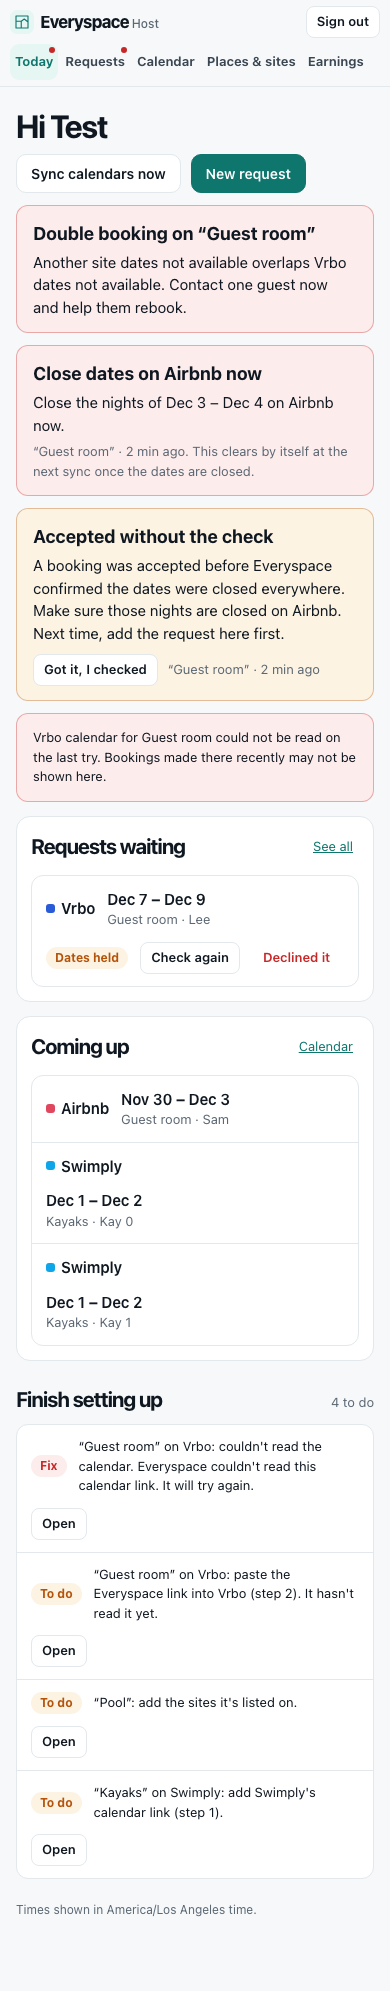 Everyspace Host
Sign out
Today Requests Calendar Places & sites Earnings
Hi Test
Sync calendars now
New request
Double booking on “Guest room”
Another site dates not available overlaps Vrbo
dates not available. Contact one guest now
and help them rebook.
Close dates on Airbnb now
Close the nights of Dec 3 – Dec 4 on Airbnb
now.
“Guest room” · 2 min ago. This clears by itself at the
next sync once the dates are closed.
Accepted without the check
A booking was accepted before Everyspace
confirmed the dates were closed everywhere.
Make sure those nights are closed on Airbnb.
Next time, add the request here first.
Got it, I checked
“Guest room” · 2 min ago
Vrbo calendar for Guest room could not be read on
the last try. Bookings made there recently may not be
shown here.
Requests waiting
See all
Vrbo
Dec 7 – Dec 9
Guest room · Lee
Dates held
Check again
Declined it
Coming up
Calendar
Airbnb
Nov 30 – Dec 3
Guest room · Sam
Swimply
Dec 1 – Dec 2
Kayaks · Kay 0
Swimply
Dec 1 – Dec 2
Kayaks · Kay 1
Finish setting up
4 to do
Fix
“Guest room” on Vrbo: couldn't read the
calendar. Everyspace couldn't read this
calendar link. It will try again.
Open
To do
“Guest room” on Vrbo: paste the
Everyspace link into Vrbo (step 2). It hasn't
read it yet.
Open
To do
“Pool”: add the sites it's listed on.
Open
To do
“Kayaks” on Swimply: add Swimply's
calendar link (step 1).
Open
Times shown in America/Los Angeles time.